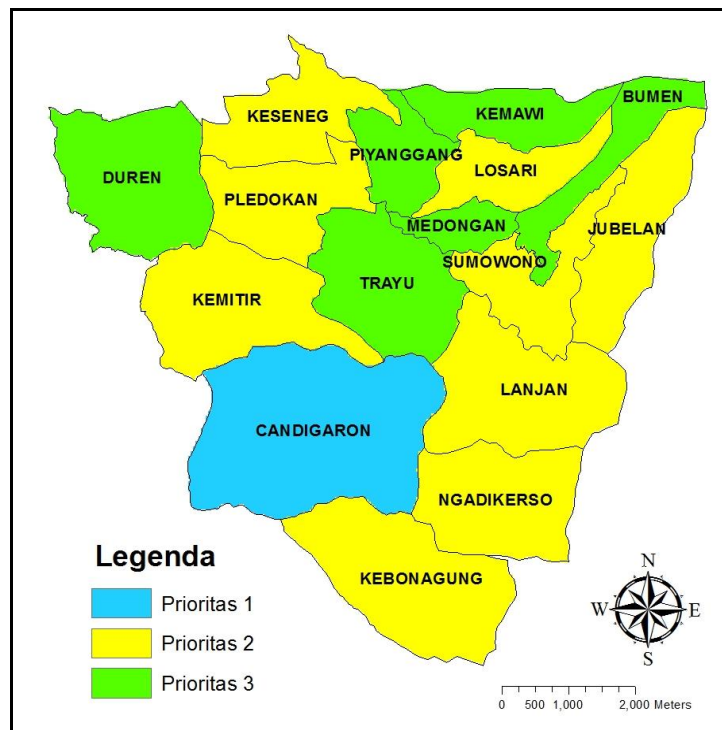 KESENEG
KEMAWI
BUMEN
DUREN
PIYANGGANG
LOSARI
PLEDOKAN
MEDONGAN
JUBELAN
SUMOWONO
TRAYU
KEMITIR
LANJAN
CANDIGARON
NGADIKERSO
KEBONAGUNG
Legenda
Prioritas 1
Prioritas 2
Prioritas 3
N
W
E
S
0 500 1,000 2,000 Meters